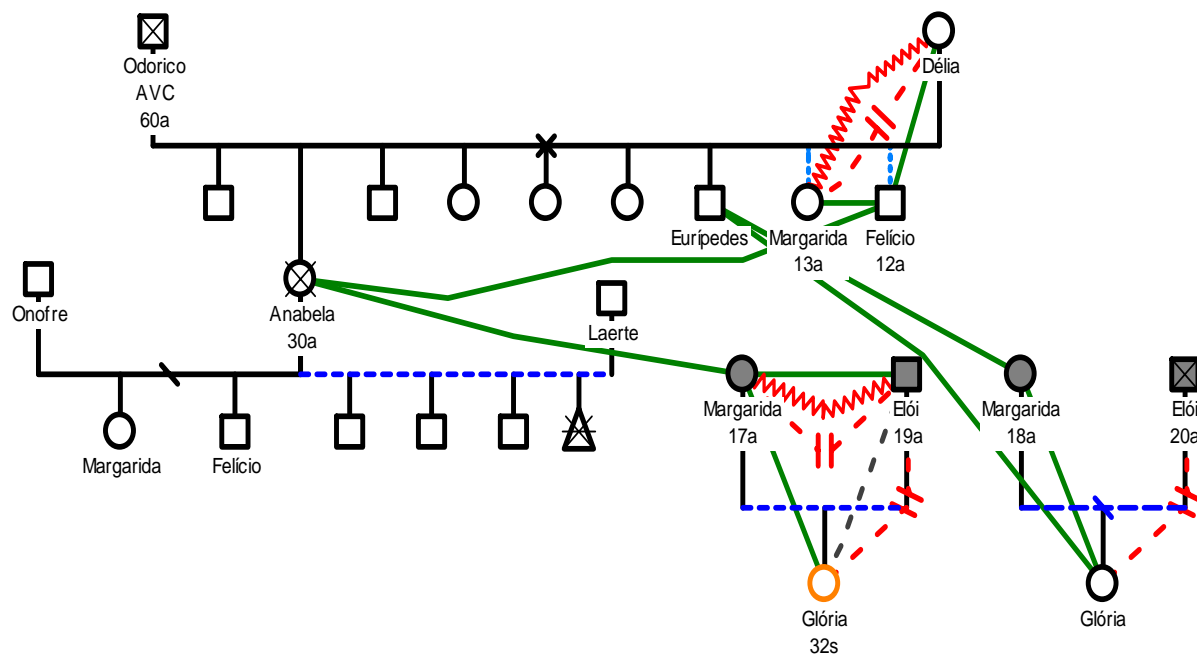 Odorico
AVC
60a
Délia
Eurípedes
Margarida
13a
Felício
12a
Onofre
Anabela
30a
Laerte
Margarida
Felício
Margarida
17a
Elói
19a
Margarida
18a
Elói
20a
Glória
32s
Glória